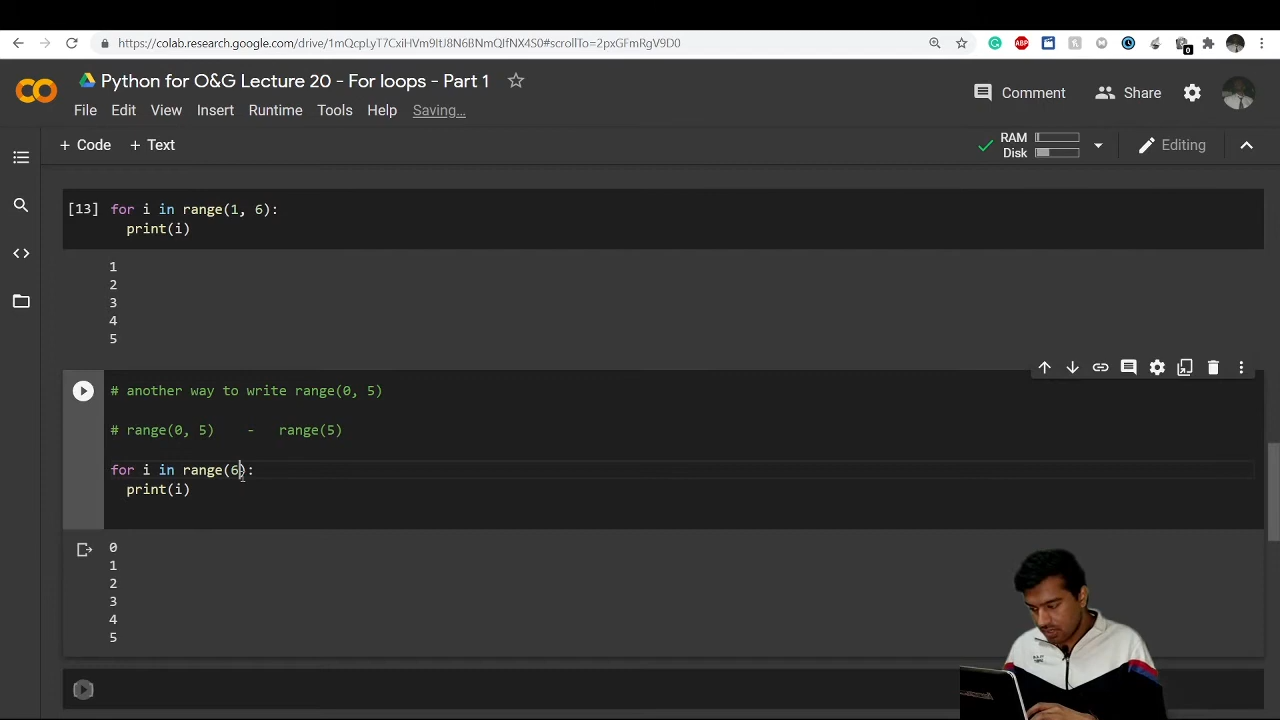 https://colab.research.google.com/drive/1mQcpLyT7CxiHVm9ItJ8N6BNmQIfNX4S0#scrollTo=2pxGFmRgV9D0
Python for O&G Lecture 20 - For loops - Part 1
File Edit View Insert Runtime Tools Help Saving...
Comment Share
+ Code + Text
RAM
Disk
Editing
[13] for i in range(1, 6):
print(i)
1
2
3
4
5
# another way to write range(0, 5)
# range(0, 5) - range(5)
for i in range(6):
print(i)
0
1
2
3
4
5